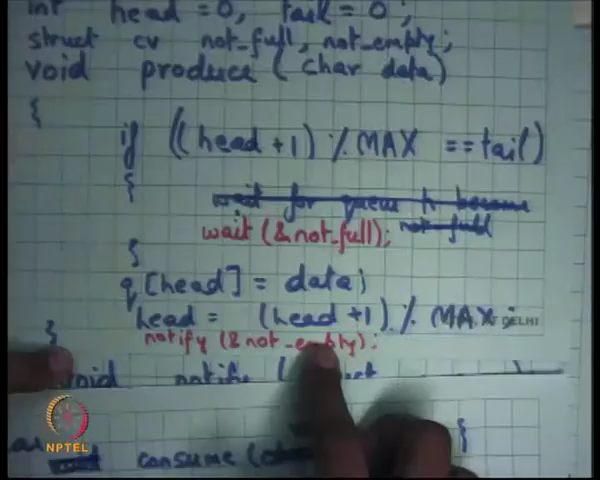 int head = 0, tail = 0;
struct cv not_full, not_empty;
void produce (char data)
{
if ((head + 1) % MAX == tail)
{
wait for queue to become
not full
wait (&not_full);
}
q[head] = data;
head = (head + 1) % MAX;
notify (&not_empty);
}
void notify (
consume (
{
DELHI
NPTEL